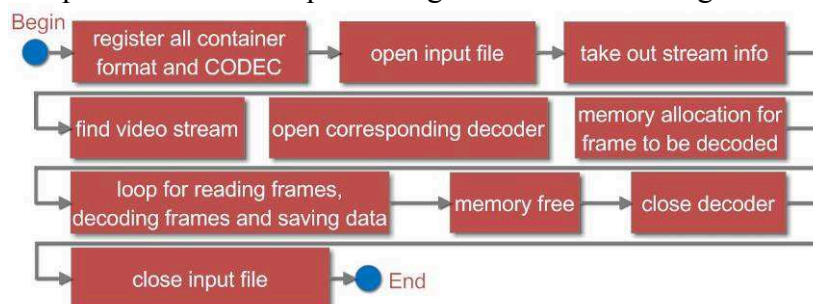 Begin
register all container
format and CODEC
open input file
take out stream info
find video stream
open corresponding decoder
memory allocation for
frame to be decoded
loop for reading frames,
decoding frames and saving data
memory free
close decoder
close input file
End